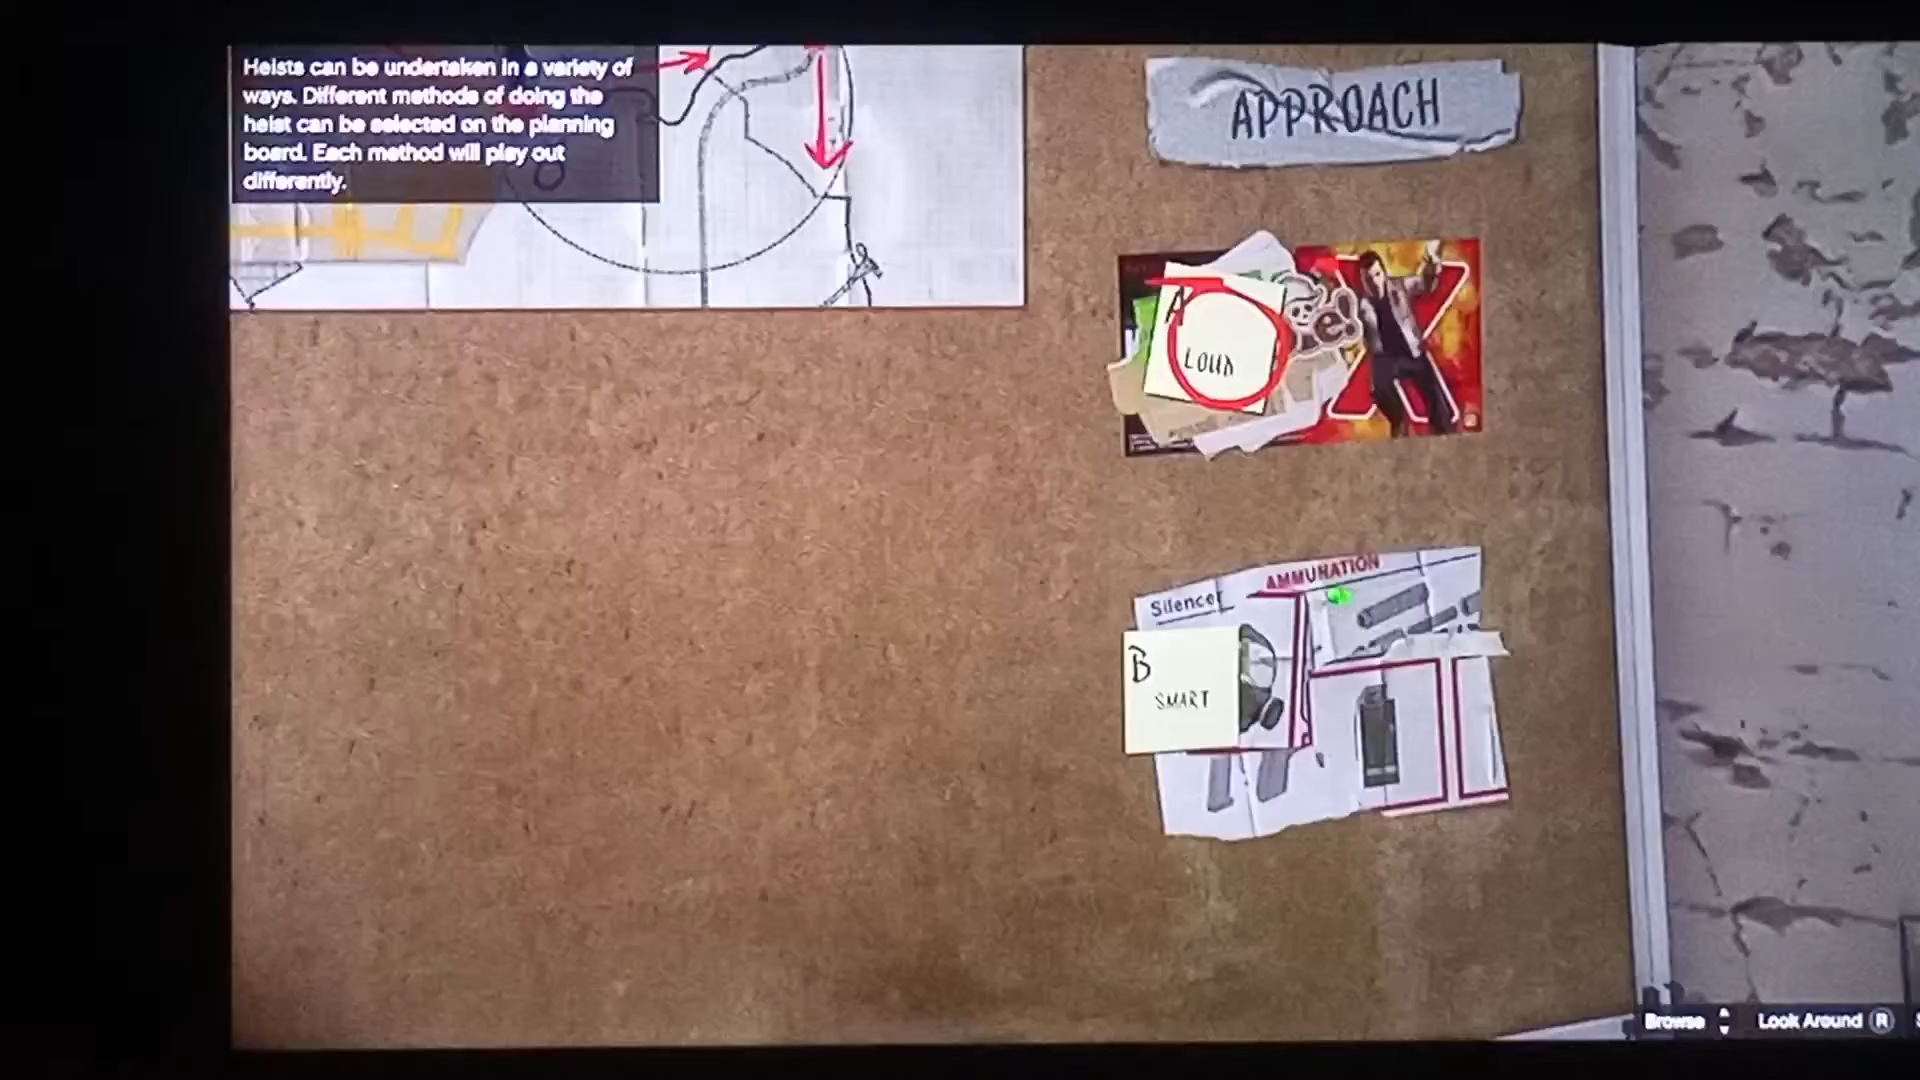 Heists can be undertaken in a variety of
ways. Different methods of doing the
heist can be selected on the planning
board. Each method will play out
differently.
APPROACH
A
LOUD
e!
AMMUNATION
Silencer
B
SMART
Browse
Look Around R